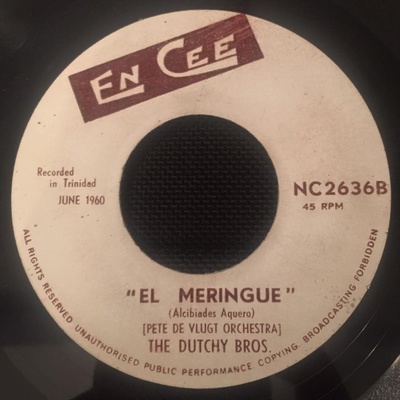 EN CEE
Recorded
in Trinidad
JUNE 1960
NC2636B
45 RPM
"EL MERINGUE"
(Alcibiades Aquero)
[PETE DE VLUGT ORCHESTRA]
THE DUTCHY BROS.
ALL RIGHTS RESERVED UNAUTHORISED PUBLIC PERFORMANCE COPYING BROADCASTING FORBIDDEN